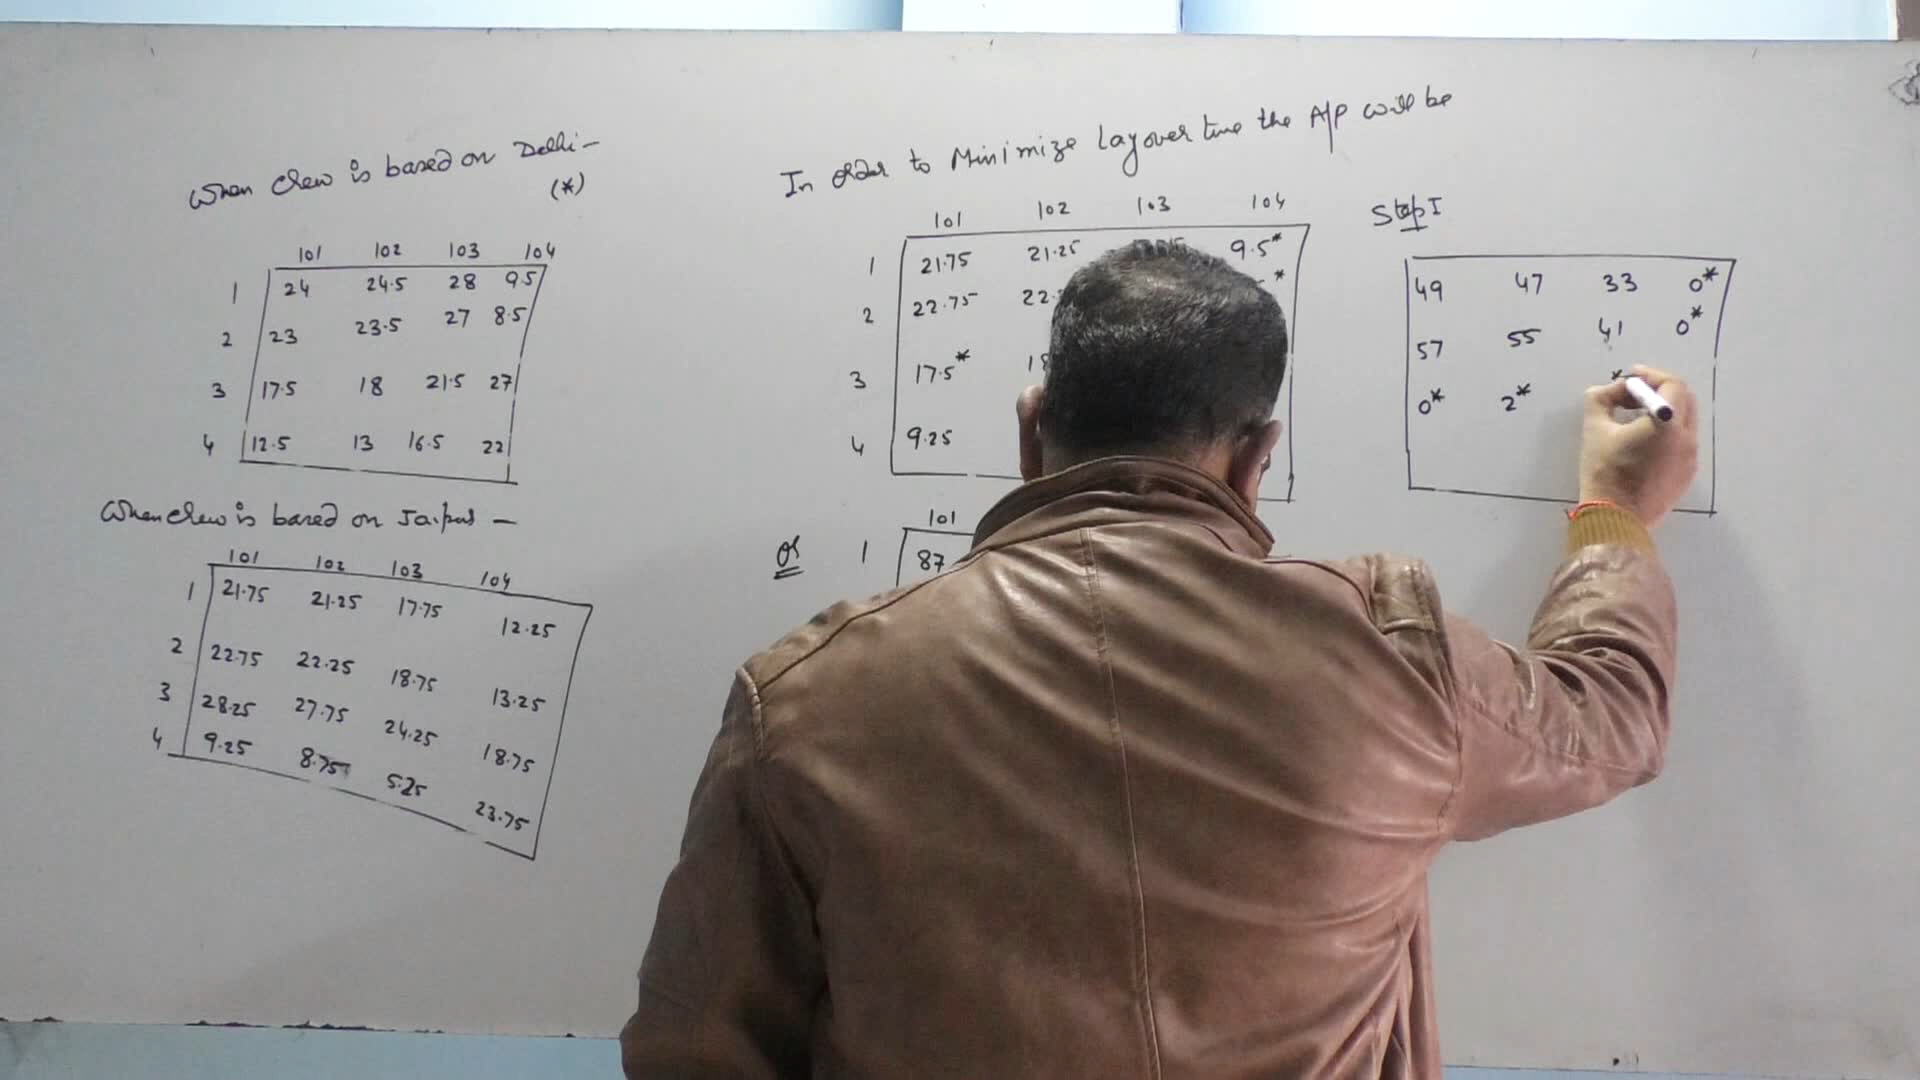 When Crew is based on Delhi-
(*)
101 102 103 104
1 24 24.5 28 9.5
2 23 23.5 27 8.5
3 17.5 18 21.5 27
4 12.5 13 16.5 22
When crew is based on Jaipur -
101 102 103 104
1 21.75 21.25 17.75 12.25
2 22.75 22.25 18.75 13.25
3 28.25 27.75 24.25 18.75
4 9.25 8.75 5.25 23.75
In order to Minimize layover time the A/P will be
101 102 103 104
1 21.75 21.25 9.5*
2 22.75 22. *
3 17.5* 18
4 9.25
101
Or 1 87
Step I
49 47 33 0*
57 55 41 0*
0* 2* *